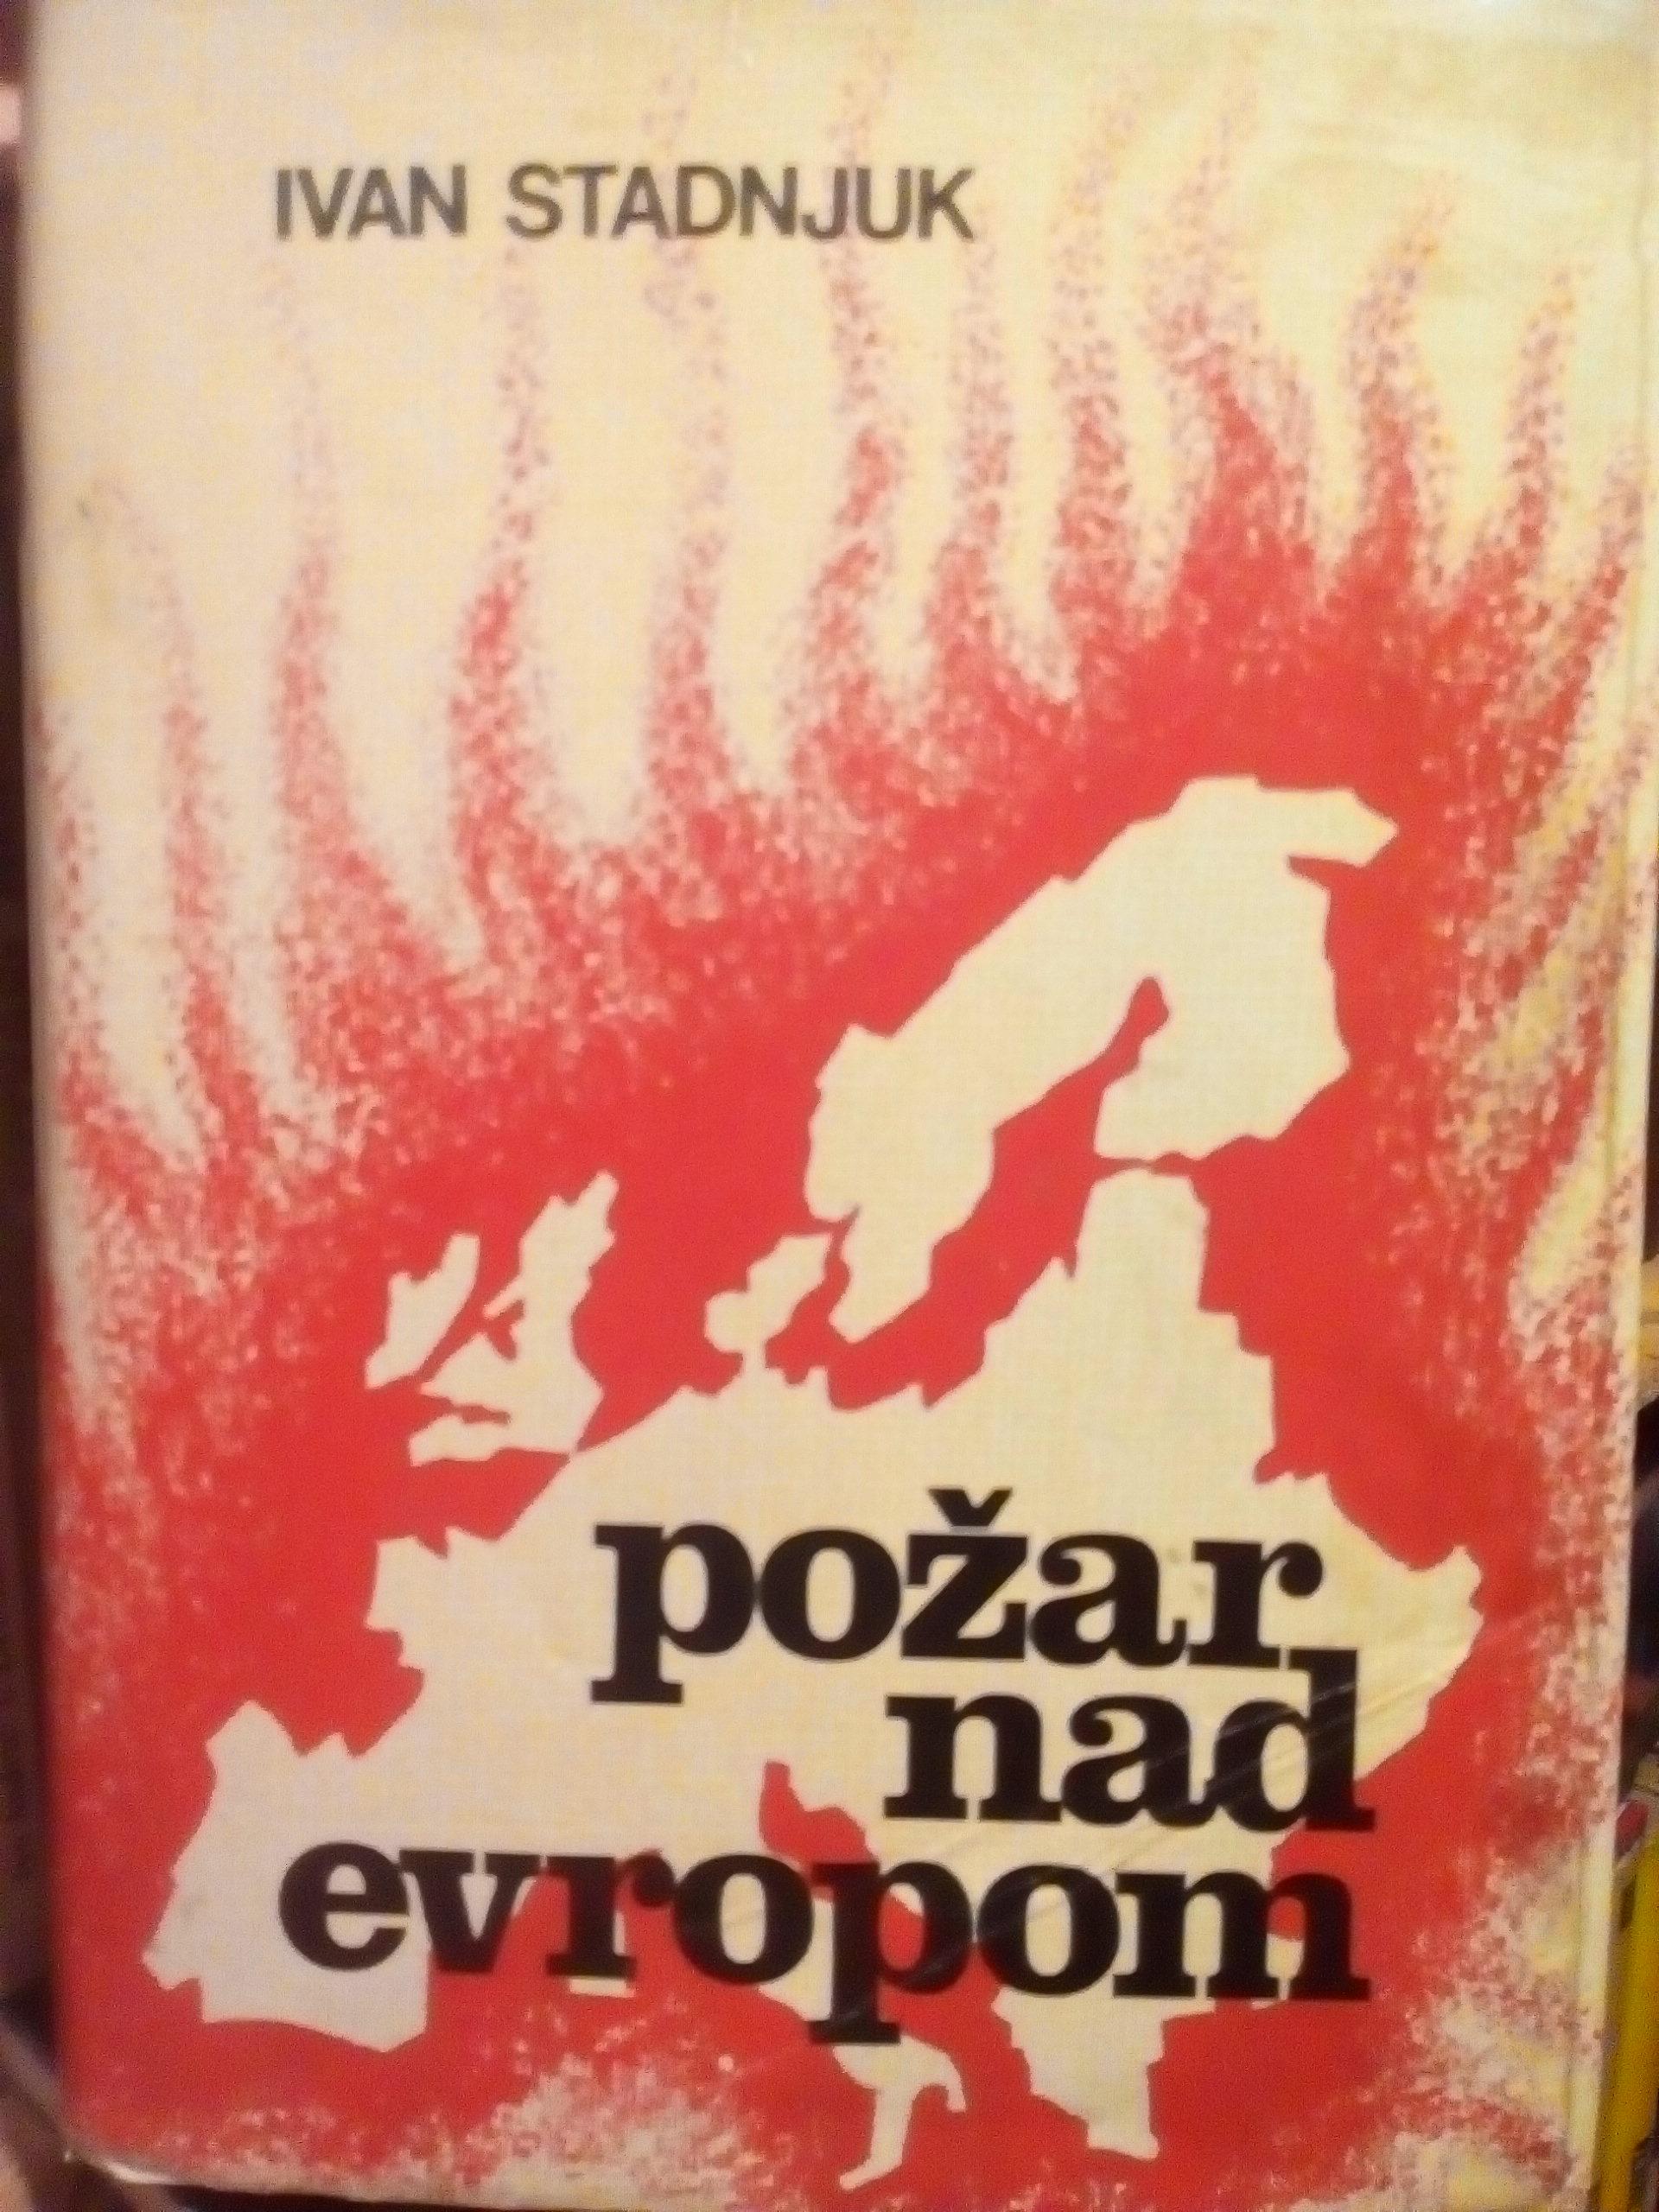 IVAN STADNJUK
požar
nad
evropom